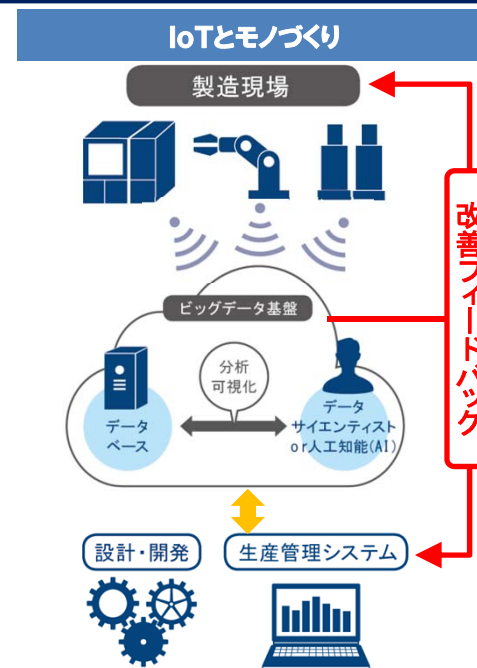 IoTとモノづくり
製造現場
改善フィードバック
ビッグデータ基盤
分析
可視化
データ
ベース
データ
サイエンティスト
or人工知能(AI)
設計・開発
生産管理システム